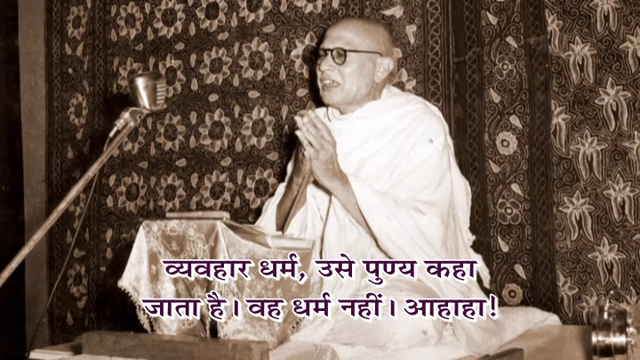 व्यवहार धर्म, उसे पुण्य कहा
जाता है। वह धर्म नहीं। आहाहा!